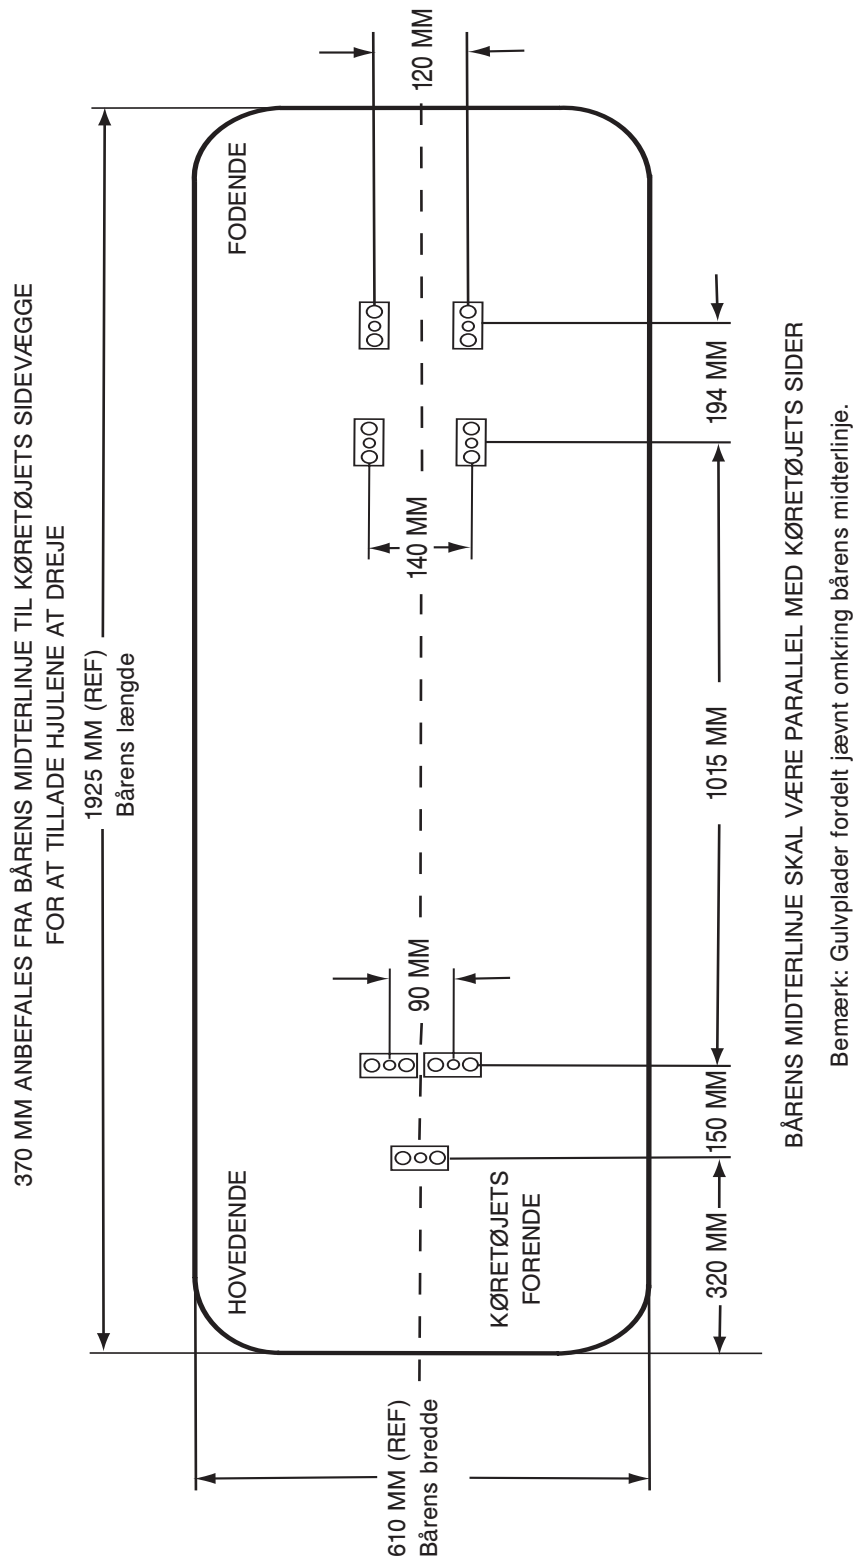 370 MM ANBEFALES FRA BÅRENS MIDTERLINJE TIL KØRETØJETS SIDEVÆGGE
FOR AT TILLADE HJULENE AT DREJE
1925 MM (REF)
Bårens længde
HOVEDENDE
FODENDE
610 MM (REF)
Bårens bredde
90 MM
140 MM
120 MM
KØRETØJETS
FORENDE
320 MM
150 MM
1015 MM
194 MM
BÅRENS MIDTERLINJE SKAL VÆRE PARALLEL MED KØRETØJETS SIDER
Bemærk: Gulvplader fordelt jævnt omkring bårens midterlinje.